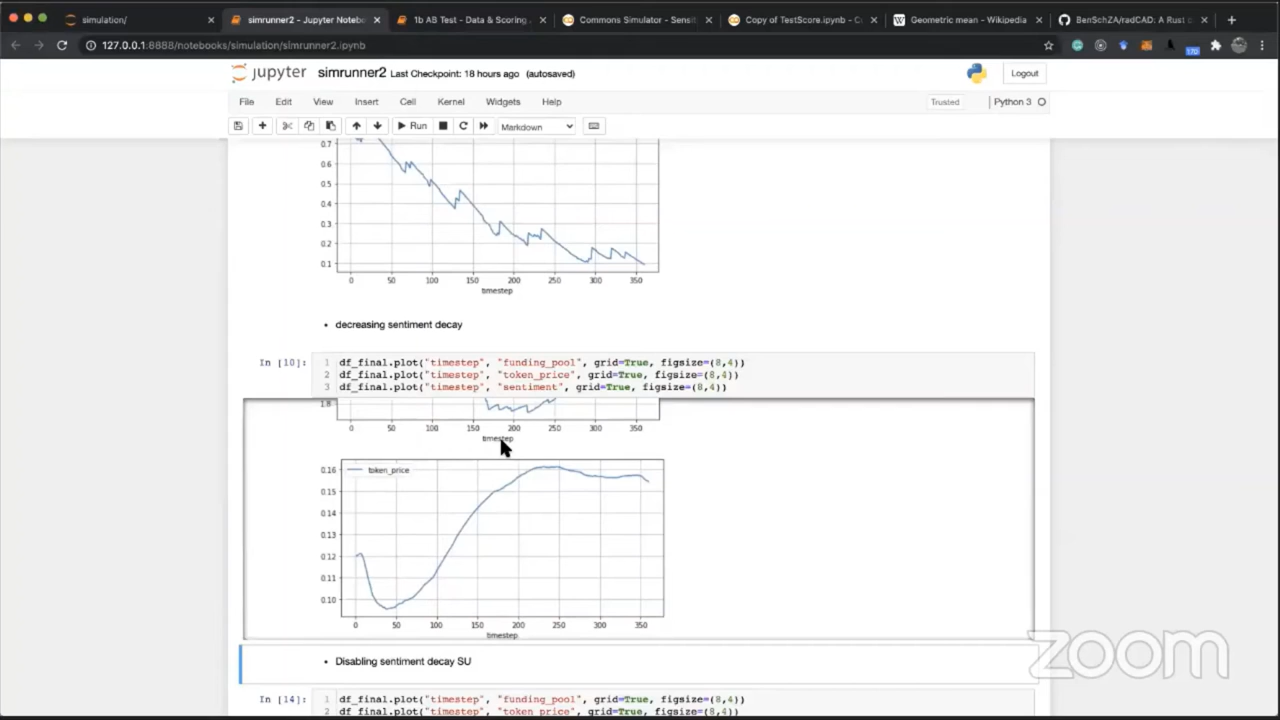 simulation/
simrunner2 - Jupyter Noteb
1b AB Test - Data & Scoring
Commons Simulator - Sensit
Copy of TestScore.ipynb - C
Geometric mean - Wikipedia
BenSchZA/radCAD: A Rust
127.0.0.1:8888/notebooks/simulation/simrunner2.ipynb
170
jupyter simrunner2 Last Checkpoint: 18 hours ago (autosaved)
Logout
File Edit View Insert Cell Kernel Widgets Help
Trusted
Python 3
Run
Markdown
0.7
0.6
0.5
0.4
0.3
0.2
0.1
0 50 100 150 200 250 300 350
timestep
• decreasing sentiment decay
In [10]:
1 df_final.plot("timestep", "funding_pool", grid=True, figsize=(8,4))
2 df_final.plot("timestep", "token_price", grid=True, figsize=(8,4))
3 df_final.plot("timestep", "sentiment", grid=True, figsize=(8,4))
1.8
0 50 100 150 200 250 300 350
timestep
token_price
0.16
0.15
0.14
0.13
0.12
0.11
0.10
0 50 100 150 200 250 300 350
timestep
• Disabling sentiment decay SU
In [14]:
1 df_final.plot("timestep", "funding_pool", grid=True, figsize=(8,4))
2 df_final.plot("timestep", "token_price", grid=True, figsize=(8,4))
zoom